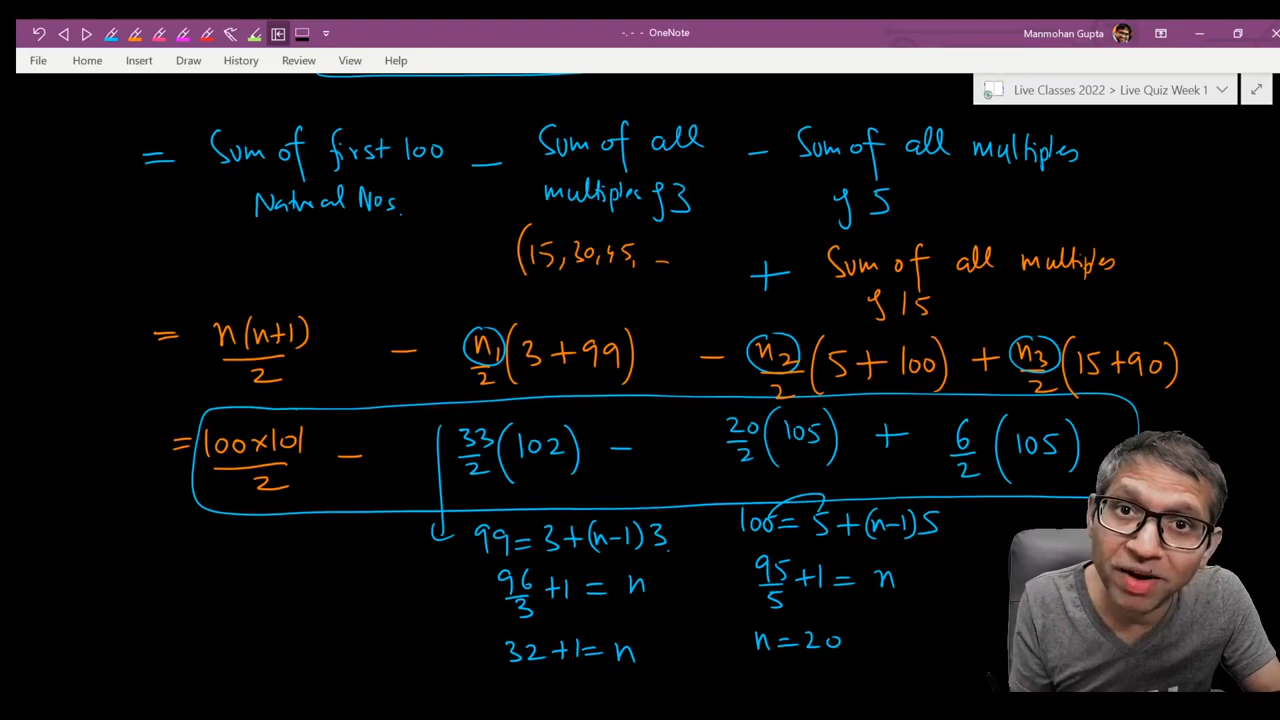 -.- - OneNote
Manmohan Gupta
File Home Insert Draw History Review View Help
Live Classes 2022 > Live Quiz Week 1
= Sum of first 100 − Sum of all − Sum of all multiples
Natural Nos. multiples of 3 of 5
(15, 30, 45, − + Sum of all multiples
of 15
= n(n+1)/2 − n1/2 (3+99) − n2/2 (5+100) + n3/2 (15+90)
= 100×101/2 − 33/2 (102) − 20/2 (105) + 6/2 (105)
99 = 3+(n-1)3. 100 = 5+(n-1)5
96/3 +1 = n 95/5 +1 = n
32+1 = n n = 20